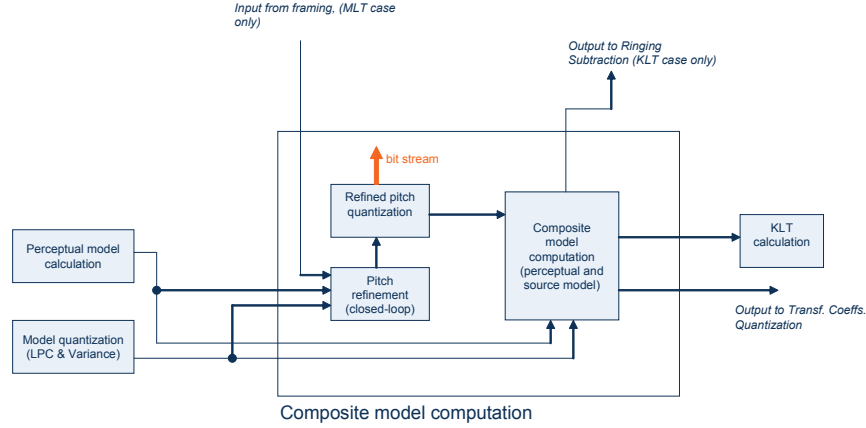 Input from framing, (MLT case
only)
Output to Ringing
Subtraction (KLT case only)
bit stream
Refined pitch
quantization
Composite
model
computation
(perceptual and
source model)
KLT
calculation
Perceptual model
calculation
Pitch
refinement
(closed-loop)
Output to Transf. Coeffs.
Quantization
Model quantization
(LPC & Variance)
Composite model computation